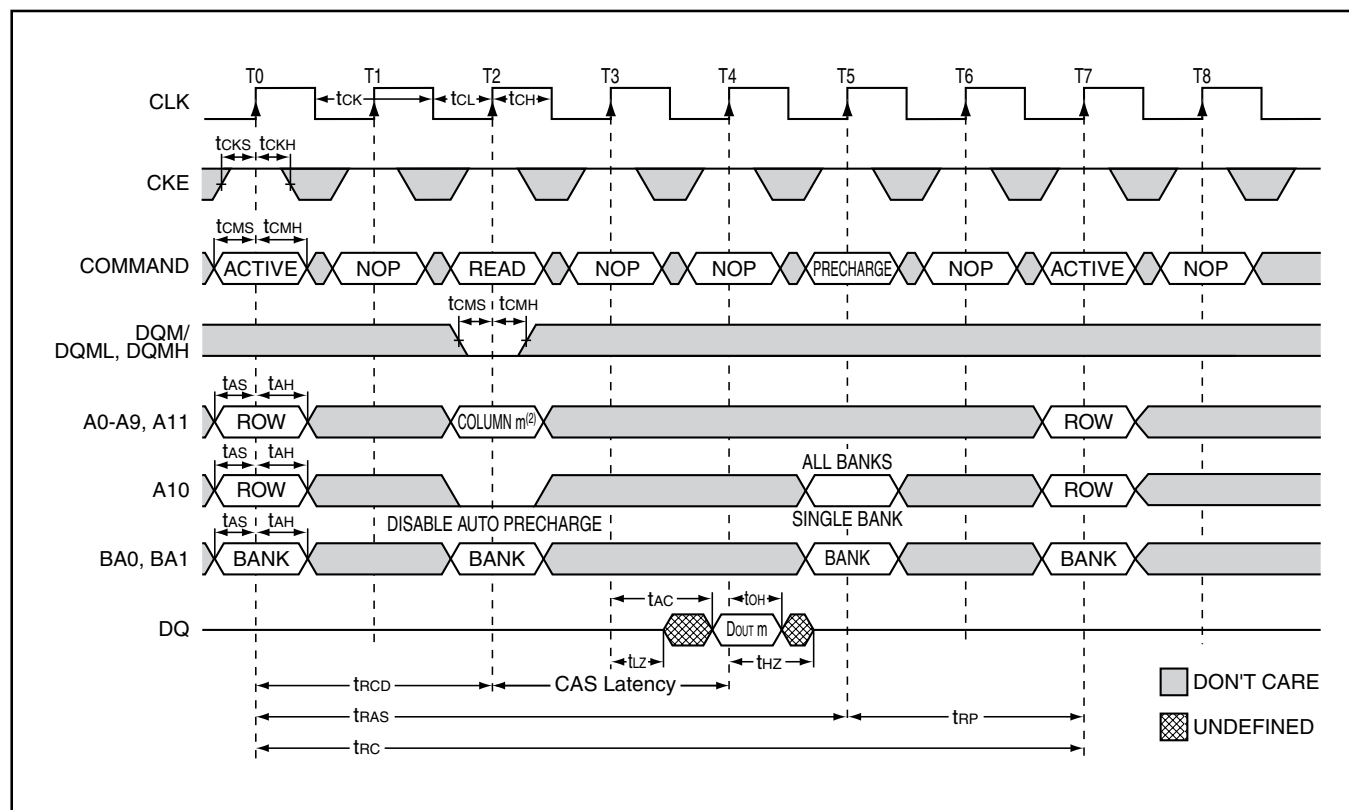 T0 T1 T2 T3 T4 T5 T6 T7 T8
CLK tCK tCL tCH
tCKS tCKH
CKE
tCMS tCMH
COMMAND ACTIVE NOP READ NOP NOP PRECHARGE NOP ACTIVE NOP
tCMS tCMH
DQM/
DQML, DQMH
tAS tAH
A0-A9, A11 ROW COLUMN m(2) ROW
tAS tAH ALL BANKS
A10 ROW ROW
tAS tAH DISABLE AUTO PRECHARGE SINGLE BANK
BA0, BA1 BANK BANK BANK BANK
tAC tOH
DQ DOUT m
tLZ tHZ
tRCD CAS Latency DON'T CARE
tRAS tRP
UNDEFINED
tRC